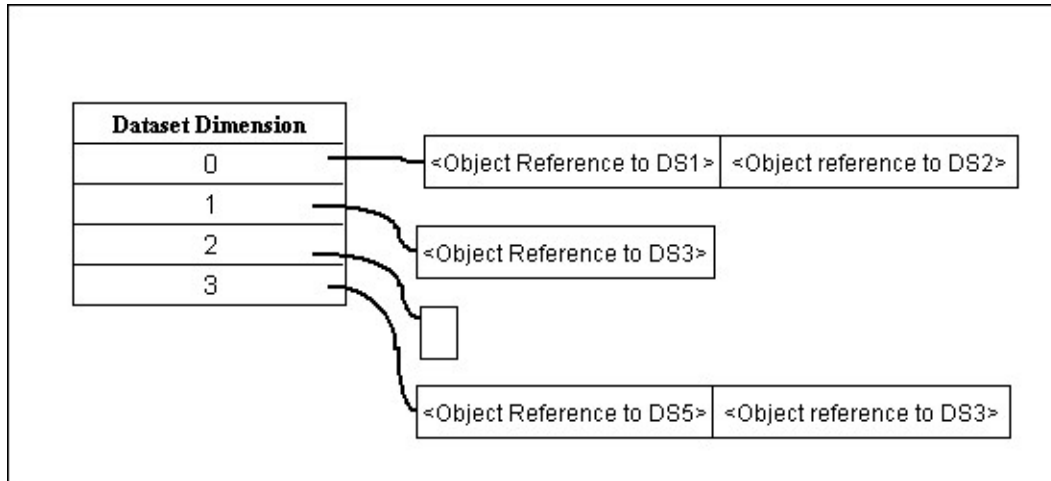 Dataset Dimension
0
<Object Reference to DS1> <Object reference to DS2>
1
<Object Reference to DS3>
2
3
<Object Reference to DS5> <Object reference to DS3>